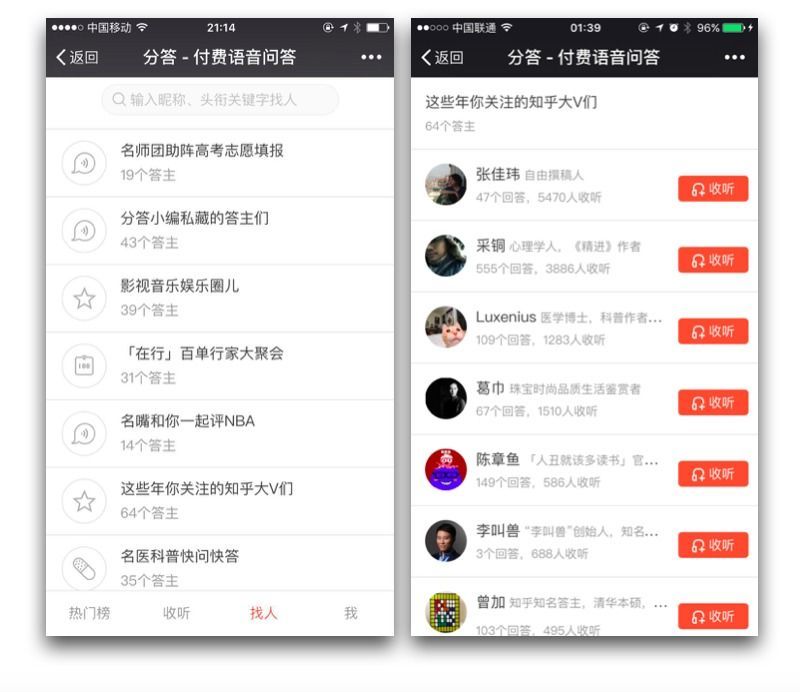 中国移动 21:14
返回 分答 - 付费语音问答
输入昵称、头衔关键字找人
名师团助阵高考志愿填报
19个答主
分答小编私藏的答主们
43个答主
影视音乐娱乐圈儿
39个答主
「在行」百单行家大聚会
100
31个答主
名嘴和你一起评NBA
14个答主
这些年你关注的知乎大V们
64个答主
名医科普快问快答
35个答主
热门榜 收听 找人 我
中国联通 01:39 96%
返回 分答 - 付费语音问答
这些年你关注的知乎大V们
64个答主
张佳玮 自由撰稿人
47个回答，5470人收听
收听
采铜 心理学人，《精进》作者
555个回答，3886人收听
收听
Luxenius 医学博士，科普作者...
109个回答，1283人收听
收听
葛巾 珠宝时尚品质生活鉴赏者
67个回答，1510人收听
收听
陈章鱼 「人丑就该多读书」官...
149个回答，586人收听
收听
李叫兽 “李叫兽”创始人，知名...
3个回答，688人收听
收听
曾加 知乎知名答主，清华本硕，...
103个回答，495人收听
收听